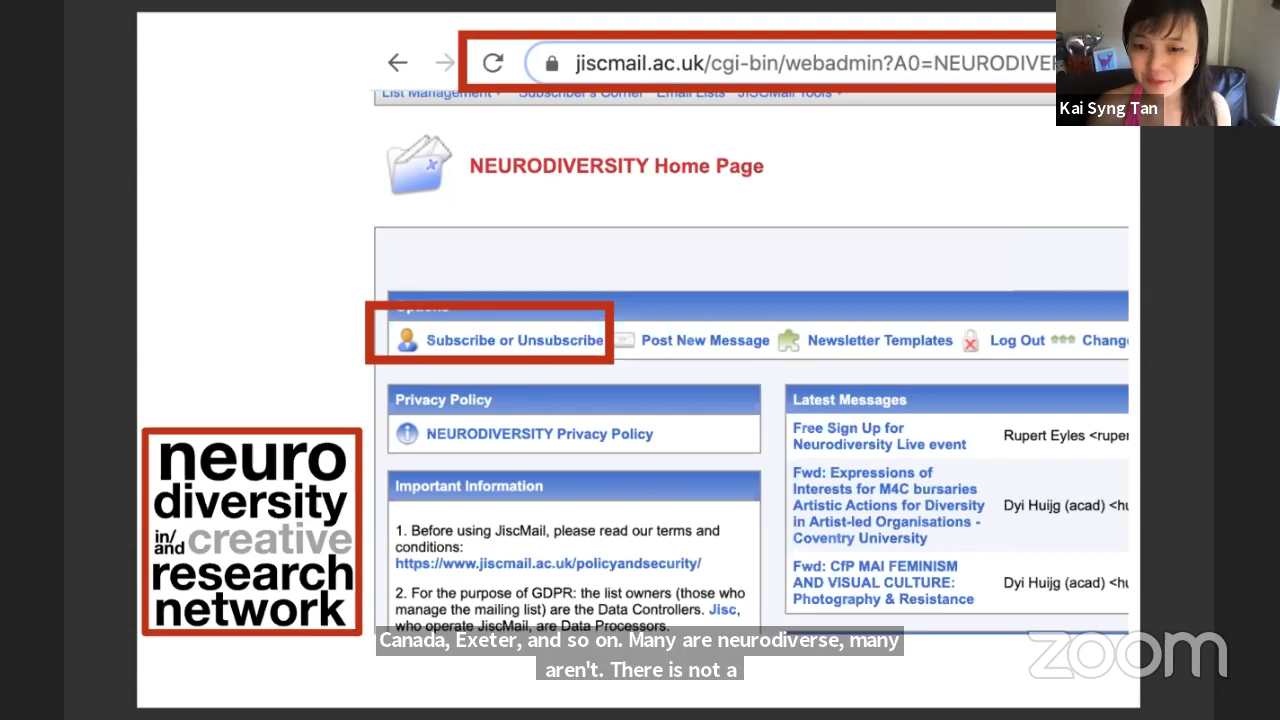 jiscmail.ac.uk/cgi-bin/webadmin?A0=NEURODIVER
List Management Subscriber's Corner Email Lists JISCMail Tools
Kai Syng Tan
NEURODIVERSITY Home Page
Options
Subscribe or Unsubscribe Post New Message Newsletter Templates Log Out Change
Privacy Policy
NEURODIVERSITY Privacy Policy
Important Information
1. Before using JiscMail, please read our terms and
conditions:
https://www.jiscmail.ac.uk/policyandsecurity/
2. For the purpose of GDPR: the list owners (those who
manage the mailing list) are the Data Controllers. Jisc,
who operate JiscMail, are Data Processors.
Latest Messages
Free Sign Up for
Neurodiversity Live event
Rupert Eyles <ruper
Fwd: Expressions of
Interests for M4C bursaries
Artistic Actions for Diversity
in Artist-led Organisations -
Coventry University
Dyi Huijg (acad) <hu
Fwd: CfP MAI FEMINISM
AND VISUAL CULTURE:
Photography & Resistance
Dyi Huijg (acad) <hu
neuro
diversity
in/
and creative
research
network
Canada, Exeter, and so on. Many are neurodiverse, many
aren't. There is not a
zoom